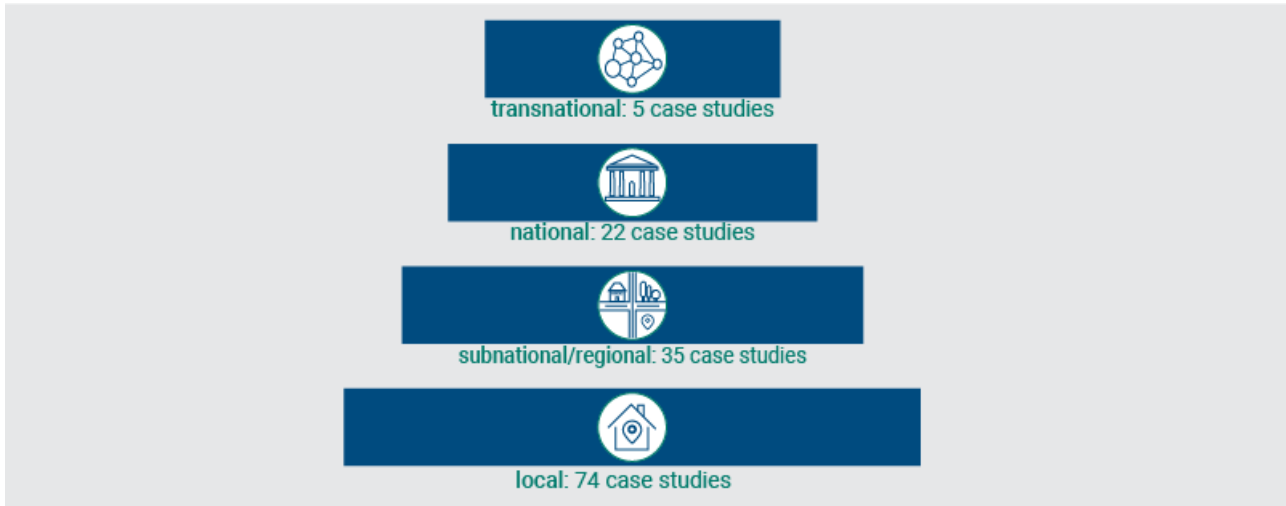 transnational: 5 case studies
national: 22 case studies
subnational/regional: 35 case studies
local: 74 case studies